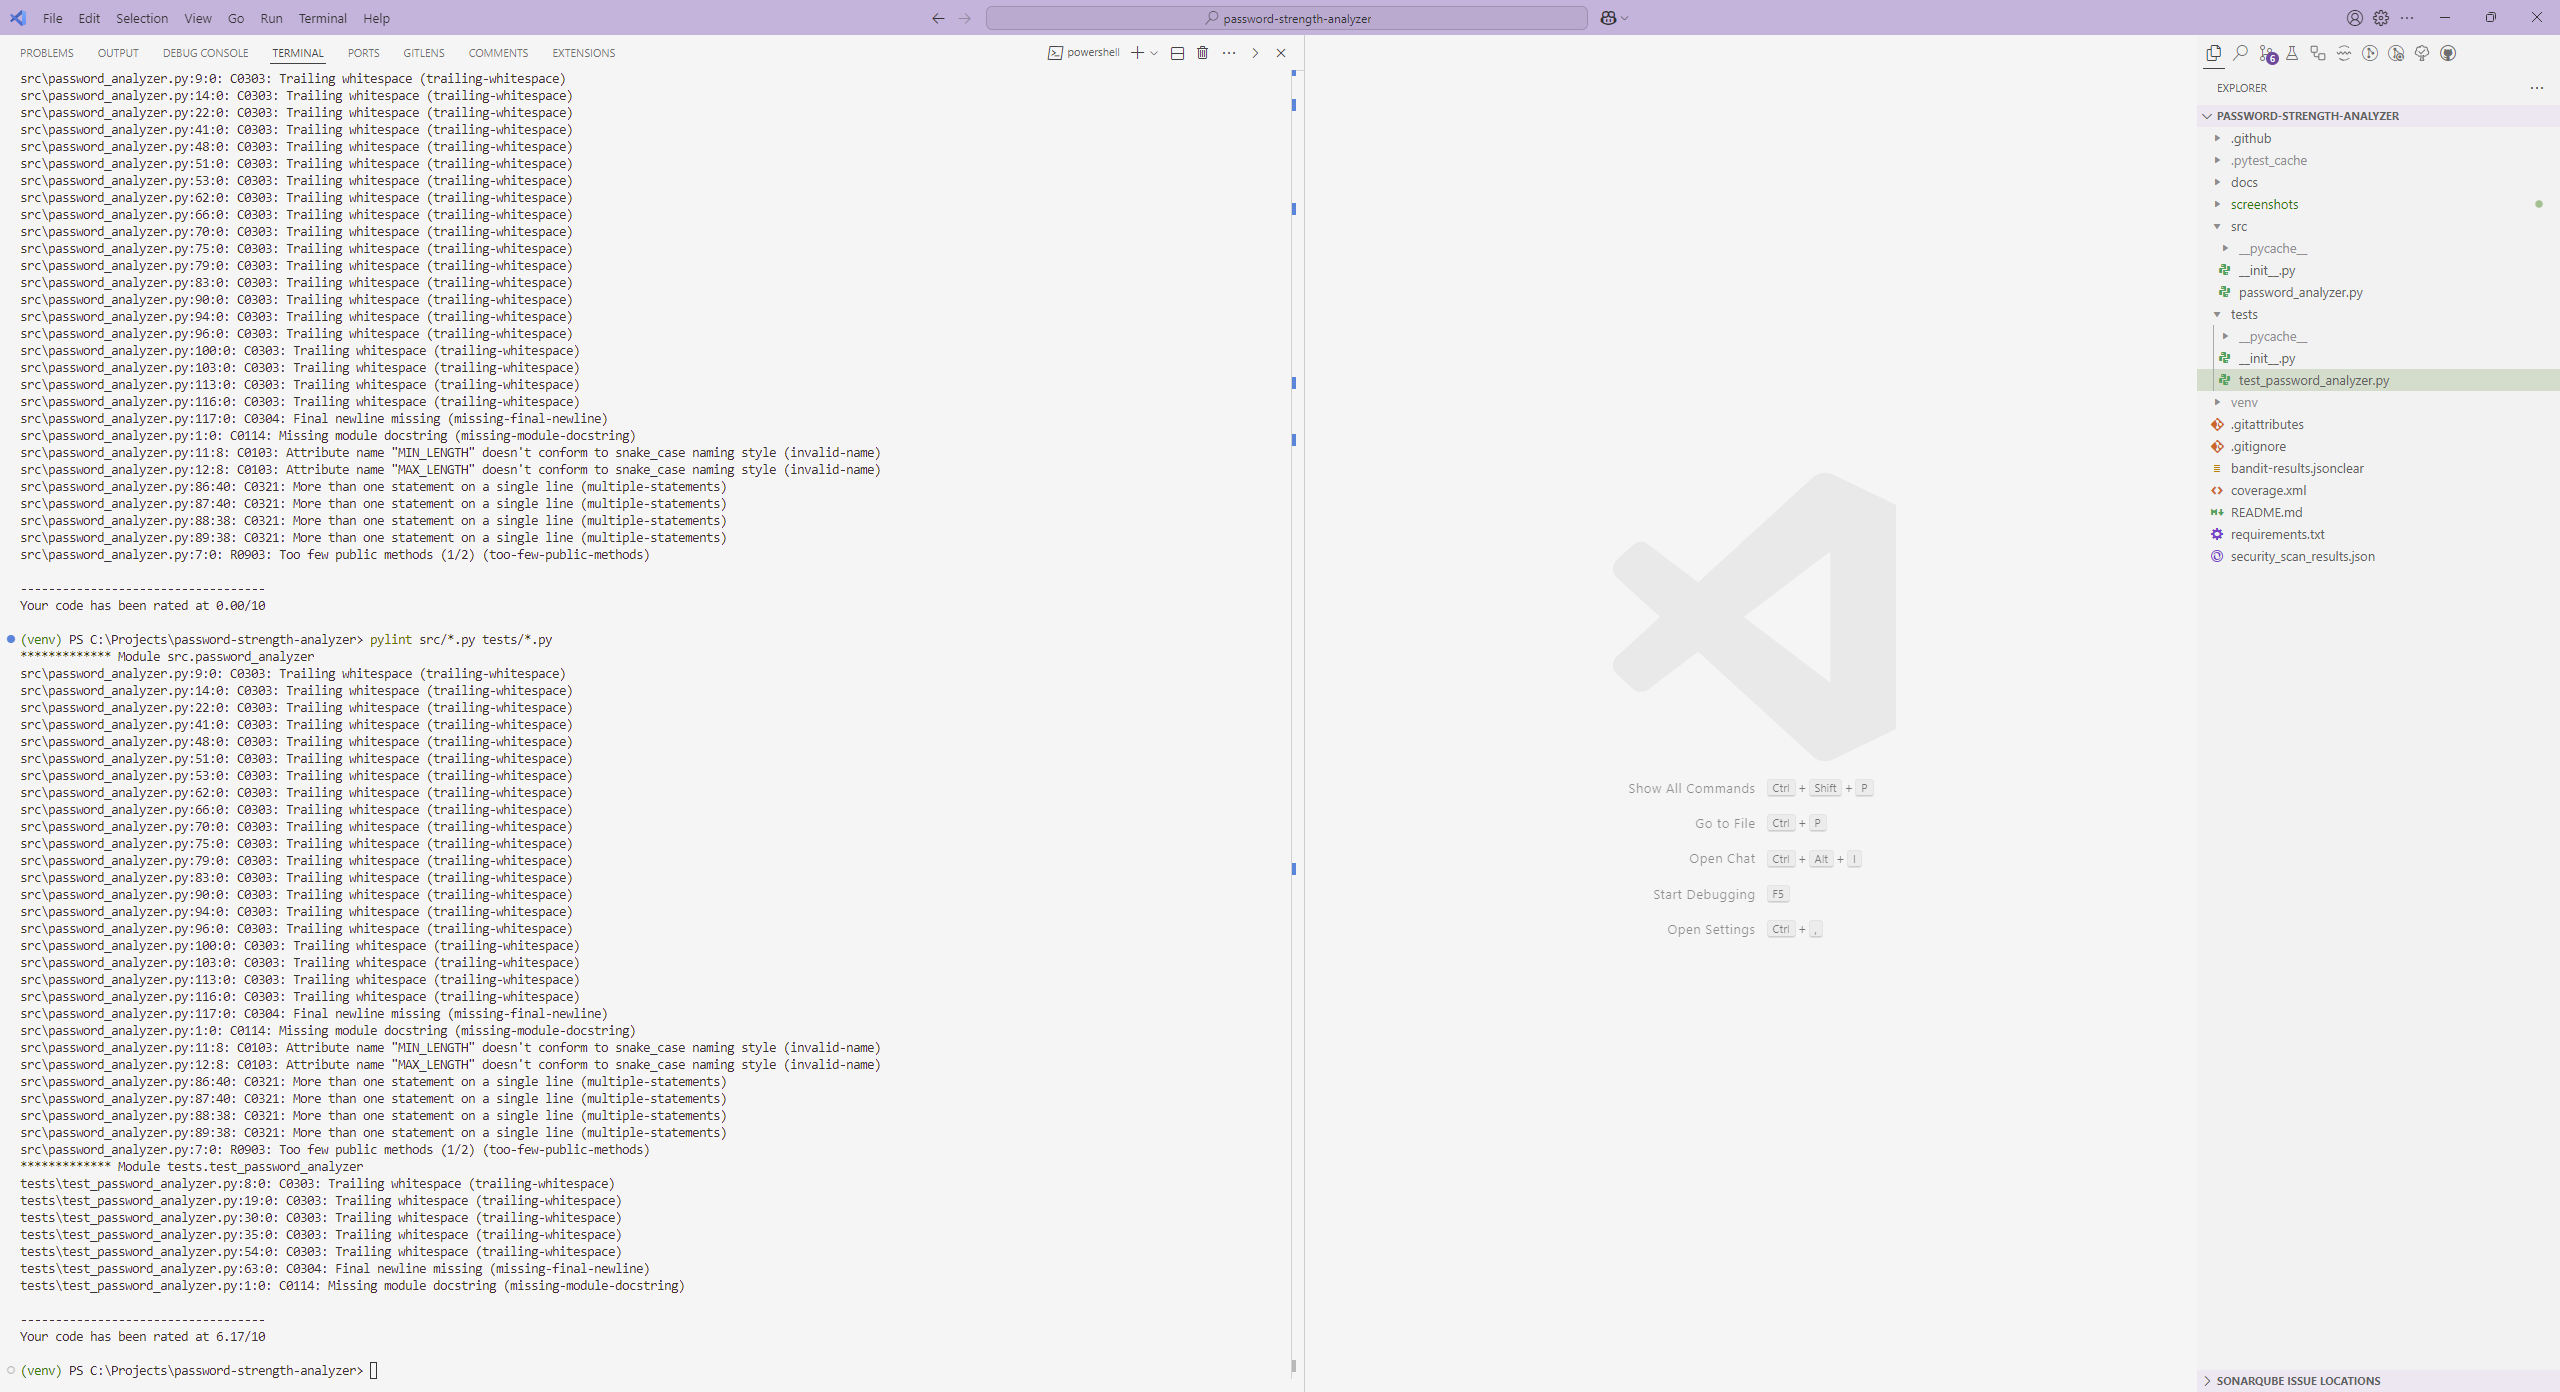 File Edit Selection View Go Run Terminal Help
password-strength-analyzer
PROBLEMS OUTPUT DEBUG CONSOLE TERMINAL PORTS GITLENS COMMENTS EXTENSIONS
powershell
src\password_analyzer.py:9:0: C0303: Trailing whitespace (trailing-whitespace)
src\password_analyzer.py:14:0: C0303: Trailing whitespace (trailing-whitespace)
src\password_analyzer.py:22:0: C0303: Trailing whitespace (trailing-whitespace)
src\password_analyzer.py:41:0: C0303: Trailing whitespace (trailing-whitespace)
src\password_analyzer.py:48:0: C0303: Trailing whitespace (trailing-whitespace)
src\password_analyzer.py:51:0: C0303: Trailing whitespace (trailing-whitespace)
src\password_analyzer.py:53:0: C0303: Trailing whitespace (trailing-whitespace)
src\password_analyzer.py:62:0: C0303: Trailing whitespace (trailing-whitespace)
src\password_analyzer.py:66:0: C0303: Trailing whitespace (trailing-whitespace)
src\password_analyzer.py:70:0: C0303: Trailing whitespace (trailing-whitespace)
src\password_analyzer.py:75:0: C0303: Trailing whitespace (trailing-whitespace)
src\password_analyzer.py:79:0: C0303: Trailing whitespace (trailing-whitespace)
src\password_analyzer.py:83:0: C0303: Trailing whitespace (trailing-whitespace)
src\password_analyzer.py:90:0: C0303: Trailing whitespace (trailing-whitespace)
src\password_analyzer.py:94:0: C0303: Trailing whitespace (trailing-whitespace)
src\password_analyzer.py:96:0: C0303: Trailing whitespace (trailing-whitespace)
src\password_analyzer.py:100:0: C0303: Trailing whitespace (trailing-whitespace)
src\password_analyzer.py:103:0: C0303: Trailing whitespace (trailing-whitespace)
src\password_analyzer.py:113:0: C0303: Trailing whitespace (trailing-whitespace)
src\password_analyzer.py:116:0: C0303: Trailing whitespace (trailing-whitespace)
src\password_analyzer.py:117:0: C0304: Final newline missing (missing-final-newline)
src\password_analyzer.py:1:0: C0114: Missing module docstring (missing-module-docstring)
src\password_analyzer.py:11:8: C0103: Attribute name "MIN_LENGTH" doesn't conform to snake_case naming style (invalid-name)
src\password_analyzer.py:12:8: C0103: Attribute name "MAX_LENGTH" doesn't conform to snake_case naming style (invalid-name)
src\password_analyzer.py:86:40: C0321: More than one statement on a single line (multiple-statements)
src\password_analyzer.py:87:40: C0321: More than one statement on a single line (multiple-statements)
src\password_analyzer.py:88:38: C0321: More than one statement on a single line (multiple-statements)
src\password_analyzer.py:89:38: C0321: More than one statement on a single line (multiple-statements)
src\password_analyzer.py:7:0: R0903: Too few public methods (1/2) (too-few-public-methods)
-----------------------------------
Your code has been rated at 0.00/10
(venv) PS C:\Projects\password-strength-analyzer> pylint src/*.py tests/*.py
************* Module src.password_analyzer
src\password_analyzer.py:9:0: C0303: Trailing whitespace (trailing-whitespace)
src\password_analyzer.py:14:0: C0303: Trailing whitespace (trailing-whitespace)
src\password_analyzer.py:22:0: C0303: Trailing whitespace (trailing-whitespace)
src\password_analyzer.py:41:0: C0303: Trailing whitespace (trailing-whitespace)
src\password_analyzer.py:48:0: C0303: Trailing whitespace (trailing-whitespace)
src\password_analyzer.py:51:0: C0303: Trailing whitespace (trailing-whitespace)
src\password_analyzer.py:53:0: C0303: Trailing whitespace (trailing-whitespace)
src\password_analyzer.py:62:0: C0303: Trailing whitespace (trailing-whitespace)
src\password_analyzer.py:66:0: C0303: Trailing whitespace (trailing-whitespace)
src\password_analyzer.py:70:0: C0303: Trailing whitespace (trailing-whitespace)
src\password_analyzer.py:75:0: C0303: Trailing whitespace (trailing-whitespace)
src\password_analyzer.py:79:0: C0303: Trailing whitespace (trailing-whitespace)
src\password_analyzer.py:83:0: C0303: Trailing whitespace (trailing-whitespace)
src\password_analyzer.py:90:0: C0303: Trailing whitespace (trailing-whitespace)
src\password_analyzer.py:94:0: C0303: Trailing whitespace (trailing-whitespace)
src\password_analyzer.py:96:0: C0303: Trailing whitespace (trailing-whitespace)
src\password_analyzer.py:100:0: C0303: Trailing whitespace (trailing-whitespace)
src\password_analyzer.py:103:0: C0303: Trailing whitespace (trailing-whitespace)
src\password_analyzer.py:113:0: C0303: Trailing whitespace (trailing-whitespace)
src\password_analyzer.py:116:0: C0303: Trailing whitespace (trailing-whitespace)
src\password_analyzer.py:117:0: C0304: Final newline missing (missing-final-newline)
src\password_analyzer.py:1:0: C0114: Missing module docstring (missing-module-docstring)
src\password_analyzer.py:11:8: C0103: Attribute name "MIN_LENGTH" doesn't conform to snake_case naming style (invalid-name)
src\password_analyzer.py:12:8: C0103: Attribute name "MAX_LENGTH" doesn't conform to snake_case naming style (invalid-name)
src\password_analyzer.py:86:40: C0321: More than one statement on a single line (multiple-statements)
src\password_analyzer.py:87:40: C0321: More than one statement on a single line (multiple-statements)
src\password_analyzer.py:88:38: C0321: More than one statement on a single line (multiple-statements)
src\password_analyzer.py:89:38: C0321: More than one statement on a single line (multiple-statements)
src\password_analyzer.py:7:0: R0903: Too few public methods (1/2) (too-few-public-methods)
************* Module tests.test_password_analyzer
tests\test_password_analyzer.py:8:0: C0303: Trailing whitespace (trailing-whitespace)
tests\test_password_analyzer.py:19:0: C0303: Trailing whitespace (trailing-whitespace)
tests\test_password_analyzer.py:30:0: C0303: Trailing whitespace (trailing-whitespace)
tests\test_password_analyzer.py:35:0: C0303: Trailing whitespace (trailing-whitespace)
tests\test_password_analyzer.py:54:0: C0303: Trailing whitespace (trailing-whitespace)
tests\test_password_analyzer.py:63:0: C0304: Final newline missing (missing-final-newline)
tests\test_password_analyzer.py:1:0: C0114: Missing module docstring (missing-module-docstring)
-----------------------------------
Your code has been rated at 6.17/10
(venv) PS C:\Projects\password-strength-analyzer>
Show All Commands Ctrl + Shift + P
Go to File Ctrl + P
Open Chat Ctrl + Alt + I
Start Debugging F5
Open Settings Ctrl + ,
6
EXPLORER
PASSWORD-STRENGTH-ANALYZER
.github
.pytest_cache
docs
screenshots
src
__pycache__
__init__.py
password_analyzer.py
tests
__pycache__
__init__.py
test_password_analyzer.py
venv
.gitattributes
.gitignore
bandit-results.jsonclear
coverage.xml
README.md
requirements.txt
security_scan_results.json
SONARQUBE ISSUE LOCATIONS